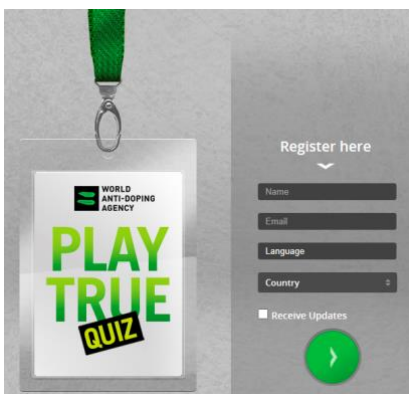 WORLD
ANTI-DOPING
AGENCY
PLAY
TRUE
QUIZ
Register here
Name
Email
Language
Country
Receive Updates